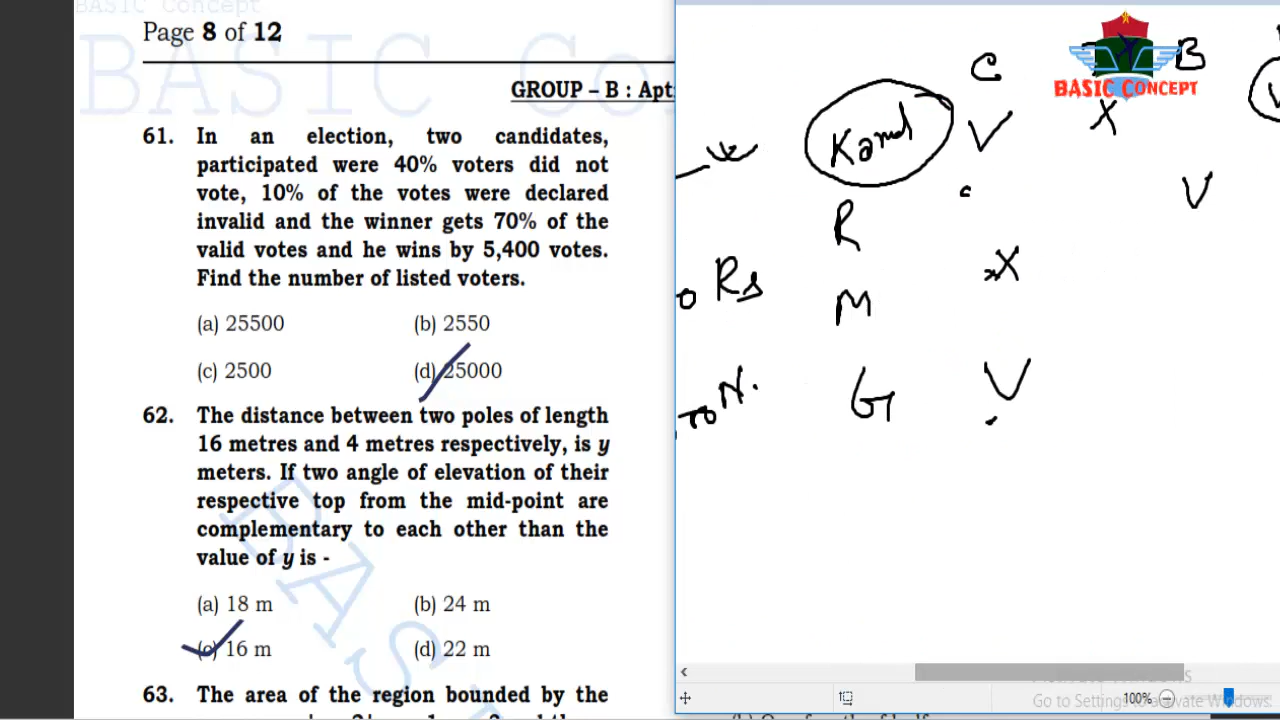 BASIC Concept
Page 8 of 12
GROUP – B : Apti
61. In an election, two candidates,
participated were 40% voters did not
vote, 10% of the votes were declared
invalid and the winner gets 70% of the
valid votes and he wins by 5,400 votes.
Find the number of listed voters.
(a) 25500 (b) 2550
(c) 2500 (d) 25000
62. The distance between two poles of length
16 metres and 4 metres respectively, is y
meters. If two angle of elevation of their
respective top from the mid-point are
complementary to each other than the
value of y is -
(a) 18 m (b) 24 m
(c) 16 m (d) 22 m
63. The area of the region bounded by the
BAS
C B
BASIC CONCEPT
V X
V
R
Rs X
M
N. G V
Go to Settings to activate Windows.
100%